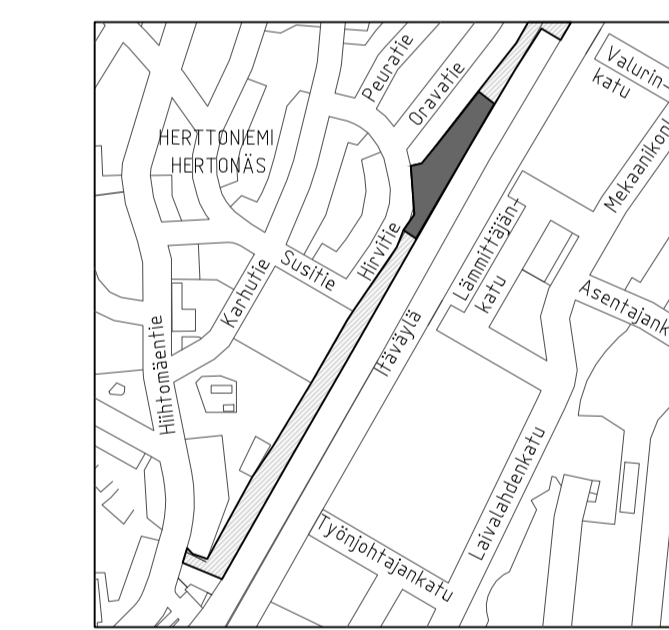 Valurin-
katu
Peuratie
Oravatie
HERTTONIEMI
HERTONÄS
Mekaanikon
Hirvitie
Lämmittäjän-
katu
Susitie
Karhutie
Asentajank
Itäväylä
Hiihtomäentie
Laivalahdenkatu
Työnjohtajankatu